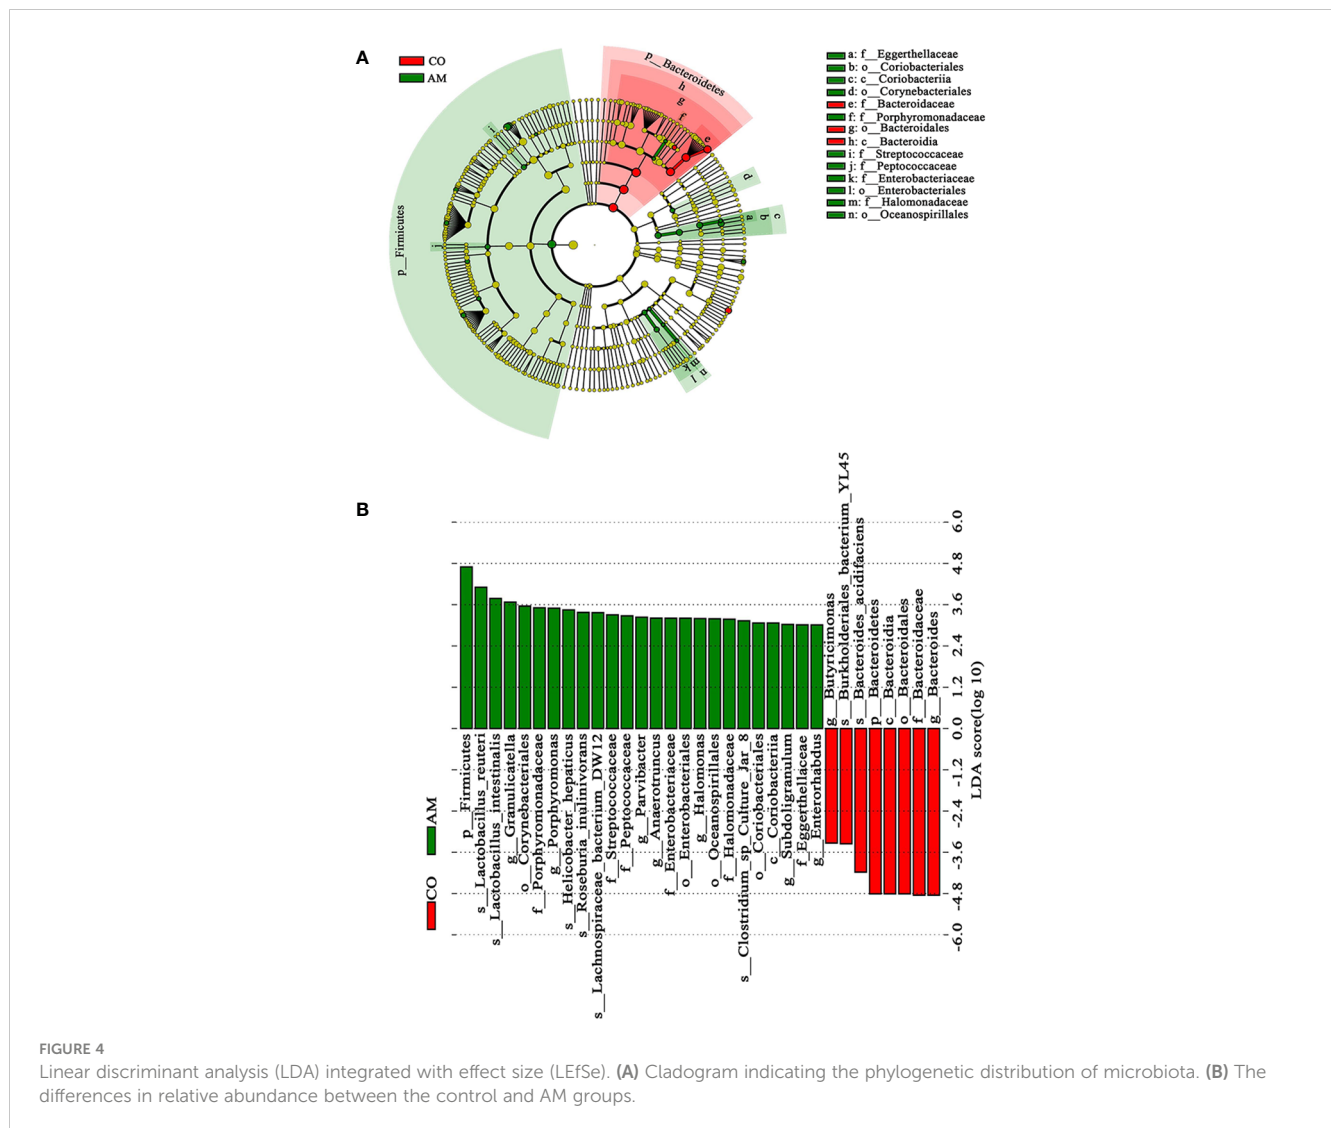 A
CO
AM
p__Bacteroidetes
h
g
f
e
d
c
b
a
p__Firmicutes
i
j
m
k
n
l
a: f__Eggerthellaceae
b: o__Coriobacteriales
c: c__Coriobacteriia
d: o__Corynebacteriales
e: f__Bacteroidaceae
f: f__Porphyromonadaceae
g: o__Bacteroidales
h: c__Bacteroidia
i: f__Streptococcaceae
j: f__Peptococcaceae
k: f__Enterobacteriaceae
l: o__Enterobacteriales
m: f__Halomonadaceae
n: o__Oceanospirillales
B
AM
CO
p__Firmicutes
s__Lactobacillus_reuteri
s__Lactobacillus_intestinalis
g__Granulicatella
o__Corynebacteriales
f__Porphyromonadaceae
g__Porphyromonas
s__Helicobacter_hepaticus
s__Roseburia_inulinivorans
s__Lachnospiraceae_bacterium_DW12
f__Streptococcaceae
f__Peptococcaceae
g__Parvibacter
g__Anaerotruncus
f__Enterobacteriaceae
o__Enterobacteriales
g__Halomonas
o__Oceanospirillales
f__Halomonadaceae
s__Clostridium_sp_Culture_Jar_8
o__Coriobacteriales
c__Coriobacteriia
g__Subdoligranulum
f__Eggerthellaceae
g__Enterorhabdus
g__Butyricimonas
s__Burkholderiales_bacterium_YL45
s__Bacteroides_acidifaciens
p__Bacteroidetes
c__Bacteroidia
o__Bacteroidales
f__Bacteroidaceae
g__Bacteroides
6.0
4.8
3.6
2.4
1.2
0.0
-1.2
-2.4
-3.6
-4.8
-6.0
LDA score(log 10)
FIGURE 4
Linear discriminant analysis (LDA) integrated with effect size (LEfSe). (A) Cladogram indicating the phylogenetic distribution of microbiota. (B) The
differences in relative abundance between the control and AM groups.